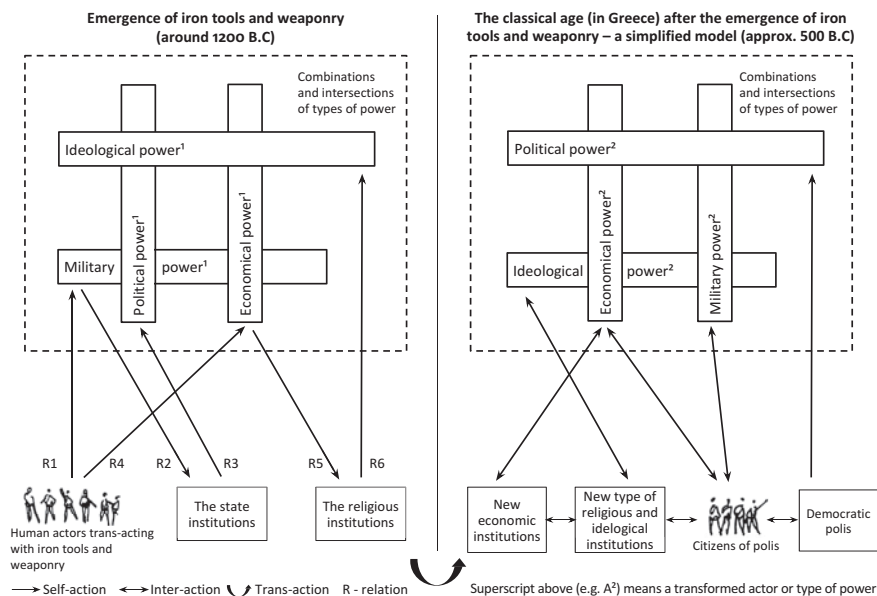 Emergence of iron tools and weaponry
(around 1200 B.C)
Combinations
and intersections
of types of power
Ideological power¹
Political power¹
Economical power¹
Military power¹
R1
R4
R2
R3
R5
R6
Human actors trans-acting
with iron tools and
weaponry
The state
institutions
The religious
institutions
The classical age (in Greece) after the emergence of iron
tools and weaponry – a simplified model (approx. 500 B.C)
Combinations
and intersections
of types of power
Political power²
Economical power²
Military power²
Ideological power²
New
economic
institutions
New type of
religious and
idelogical
institutions
Citizens of polis
Democratic
polis
Self-action
Inter-action
Trans-action
R - relation
Superscript above (e.g. A²) means a transformed actor or type of power